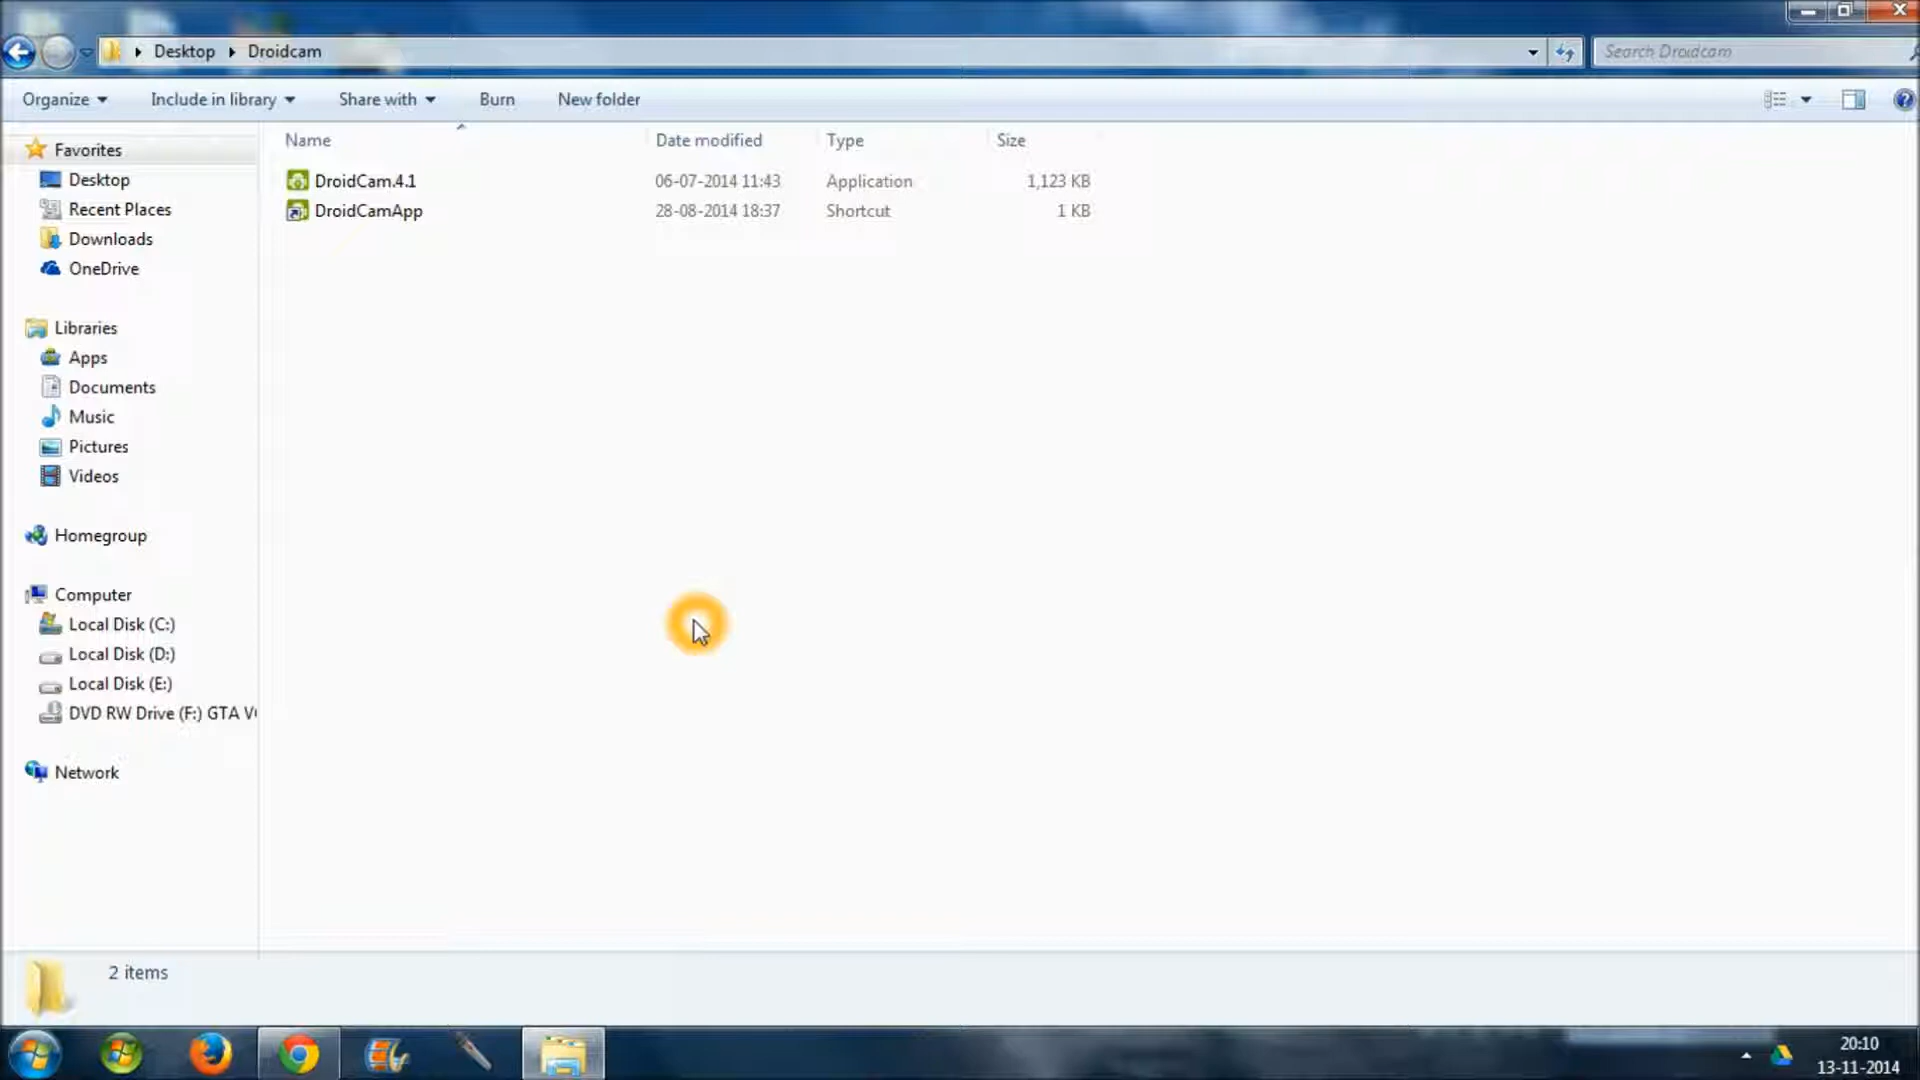 Desktop Droidcam
Search Droidcam
Organize Include in library Share with Burn New folder
Name Date modified Type Size
DroidCam.4.1 06-07-2014 11:43 Application 1,123 KB
DroidCamApp 28-08-2014 18:37 Shortcut 1 KB
Favorites
Desktop
Recent Places
Downloads
OneDrive
Libraries
Apps
Documents
Music
Pictures
Videos
Homegroup
Computer
Local Disk (C:)
Local Disk (D:)
Local Disk (E:)
DVD RW Drive (F:) GTA
Network
2 items
20:10
13-11-2014